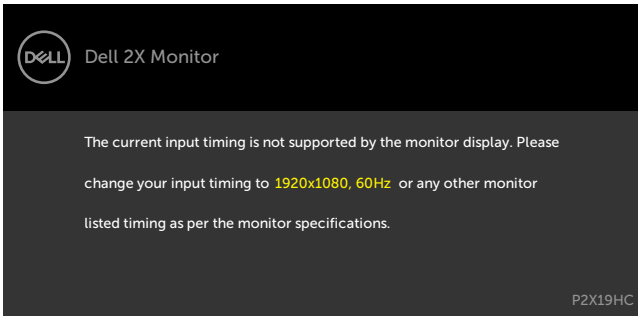 DELL
Dell 2X Monitor
The current input timing is not supported by the monitor display. Please
change your input timing to 1920x1080, 60Hz or any other monitor
listed timing as per the monitor specifications.
P2X19HC